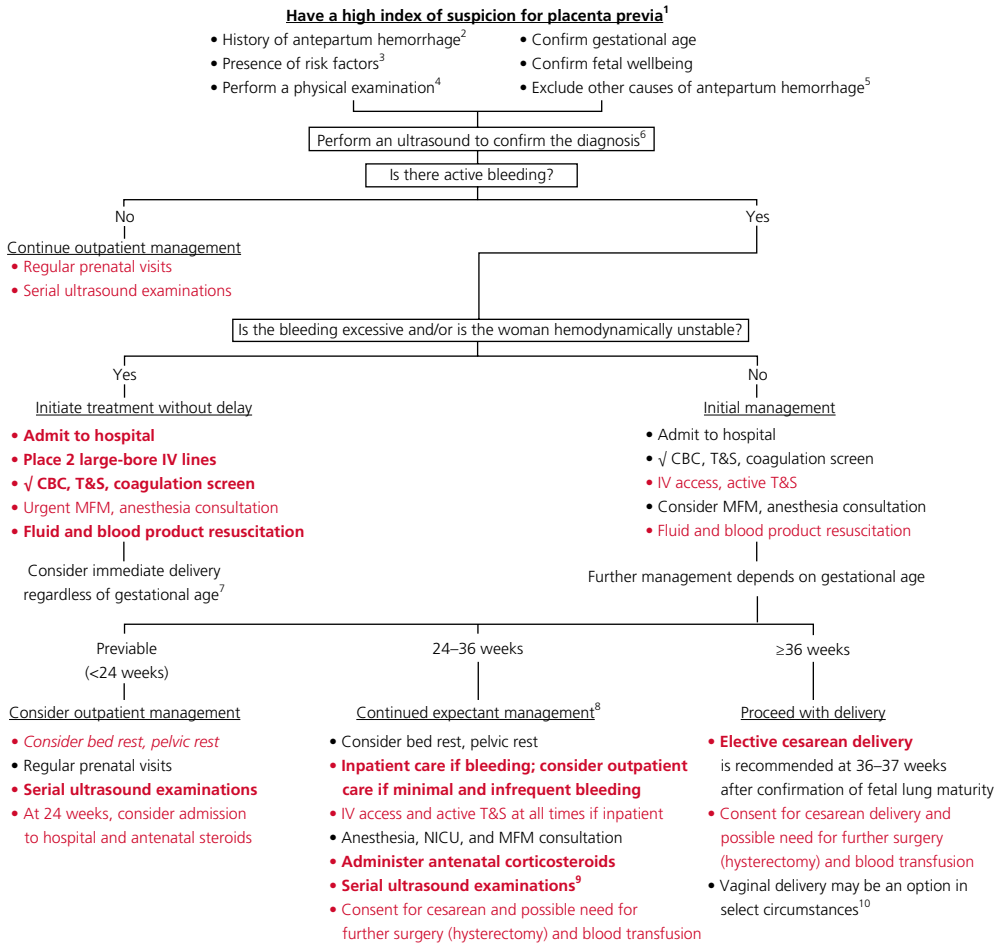 Have a high index of suspicion for placenta previa¹
• History of antepartum hemorrhage²
• Presence of risk factors³
• Perform a physical examination⁴
• Confirm gestational age
• Confirm fetal wellbeing
• Exclude other causes of antepartum hemorrhage⁵
Perform an ultrasound to confirm the diagnosis⁶
Is there active bleeding?
No
Yes
Continue outpatient management
• Regular prenatal visits
• Serial ultrasound examinations
Is the bleeding excessive and/or is the woman hemodynamically unstable?
Yes
No
Initiate treatment without delay
• Admit to hospital
• Place 2 large-bore IV lines
• √ CBC, T&S, coagulation screen
• Urgent MFM, anesthesia consultation
• Fluid and blood product resuscitation
Initial management
• Admit to hospital
• √ CBC, T&S, coagulation screen
• IV access, active T&S
• Consider MFM, anesthesia consultation
• Fluid and blood product resuscitation
Consider immediate delivery
regardless of gestational age⁷
Further management depends on gestational age
Previable
(<24 weeks)
24–36 weeks
≥36 weeks
Consider outpatient management
• Consider bed rest, pelvic rest
• Regular prenatal visits
• Serial ultrasound examinations
• At 24 weeks, consider admission
to hospital and antenatal steroids
Continued expectant management⁸
• Consider bed rest, pelvic rest
• Inpatient care if bleeding; consider outpatient
care if minimal and infrequent bleeding
• IV access and active T&S at all times if inpatient
• Anesthesia, NICU, and MFM consultation
• Administer antenatal corticosteroids
• Serial ultrasound examinations⁹
• Consent for cesarean and possible need for
further surgery (hysterectomy) and blood transfusion
Proceed with delivery
• Elective cesarean delivery
is recommended at 36–37 weeks
after confirmation of fetal lung maturity
• Consent for cesarean delivery and
possible need for further surgery
(hysterectomy) and blood transfusion
• Vaginal delivery may be an option in
select circumstances¹⁰